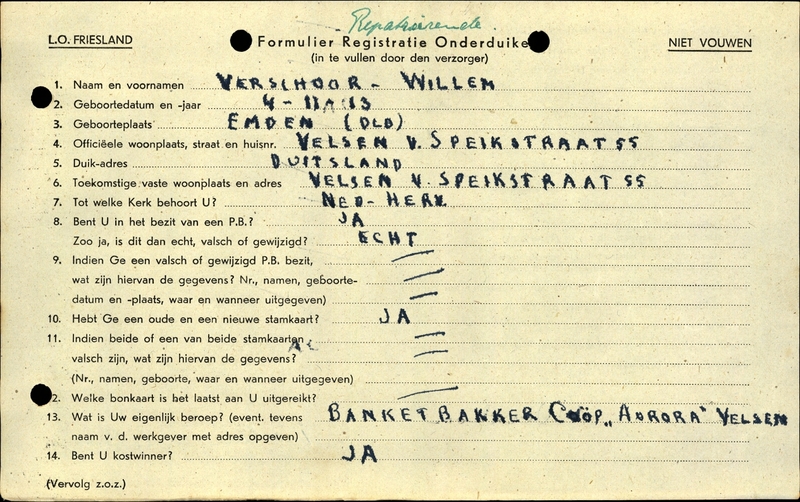 Repatrieerende.
L.O. FRIESLAND
Formulier Registratie Onderduike
NIET VOUWEN
(in te vullen door den verzorger)
1. Naam en voornamen VERSCHOOR - WILLEM
2. Geboortedatum en -jaar 4 - 11 - 13
3. Geboorteplaats EMDEN (DLD)
4. Officiëele woonplaats, straat en huisnr. VELSEN V. SPEIKSTRAAT 55
5. Duik-adres DUITSLAND
6. Toekomstige vaste woonplaats en adres VELSEN V. SPEIKSTRAAT 55
7. Tot welke Kerk behoort U? NED - HERV
8. Bent U in het bezit van een P.B.? JA
Zoo ja, is dit dan echt, valsch of gewijzigd? ECHT
9. Indien Ge een valsch of gewijzigd P.B. bezit,
wat zijn hiervan de gegevens? Nr., namen, geboorte-
datum en -plaats, waar en wanneer uitgegeven)
10. Hebt Ge een oude en een nieuwe stamkaart? JA
11. Indien beide of een van beide stamkaarten
valsch zijn, wat zijn hiervan de gegevens?
(Nr., namen, geboorte, waar en wanneer uitgegeven)
2. Welke bonkaart is het laatst aan U uitgereikt?
13. Wat is Uw eigenlijk beroep? (event. tevens BANKETBAKKER COÖP. „AURORA" VELSEN
naam v. d. werkgever met adres opgeven)
14. Bent U kostwinner? JA
(Vervolg z.o.z.)